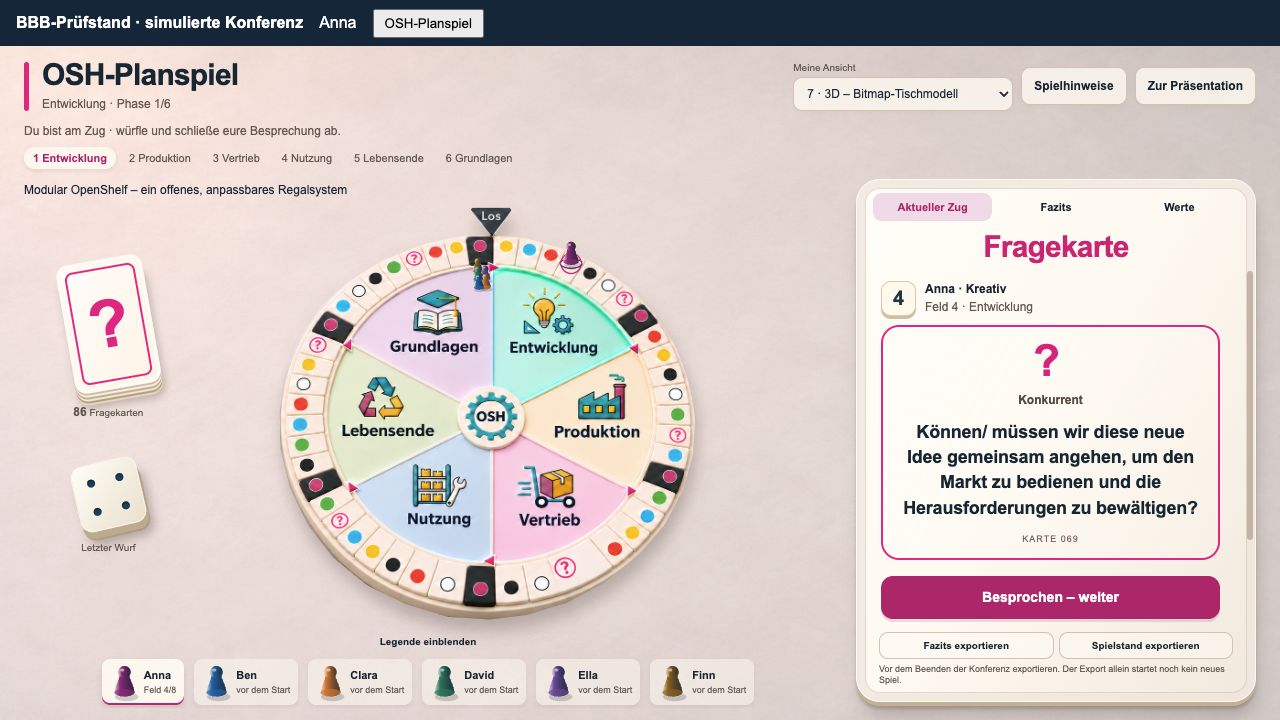 BBB-Prüfstand · simulierte Konferenz
Anna
OSH-Planspiel
OSH-Planspiel
Entwicklung · Phase 1/6
Du bist am Zug · würfle und schließe eure Besprechung ab.
Meine Ansicht
7 · 3D – Bitmap-Tischmodell
Spielhinweise
Zur Präsentation
1 Entwicklung
2 Produktion
3 Vertrieb
4 Nutzung
5 Lebensende
6 Grundlagen
Modular OpenShelf – ein offenes, anpassbares Regalsystem
Los
?
86 Fragekarten
Letzter Wurf
?
?
?
?
?
?
Grundlagen
Entwicklung
Lebensende
OSH
Produktion
Nutzung
Vertrieb
Legende einblenden
Anna
Feld 4/8
Ben
vor dem Start
Clara
vor dem Start
David
vor dem Start
Ella
vor dem Start
Finn
vor dem Start
Aktueller Zug
Fazits
Werte
Fragekarte
4
Anna · Kreativ
Feld 4 · Entwicklung
?
Konkurrent
Können/ müssen wir diese neue
Idee gemeinsam angehen, um den
Markt zu bedienen und die
Herausforderungen zu bewältigen?
KARTE 069
Besprochen – weiter
Fazits exportieren
Spielstand exportieren
Vor dem Beenden der Konferenz exportieren. Der Export allein startet noch kein neues
Spiel.